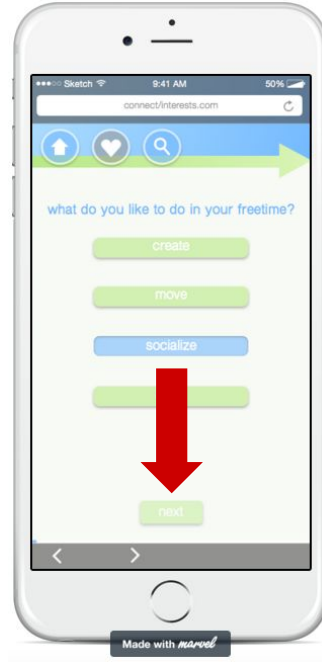 Sketch 9:41 AM 50%
connect/interests.com
what do you like to do in your freetime?
create
move
socialize
next
Made with marvel